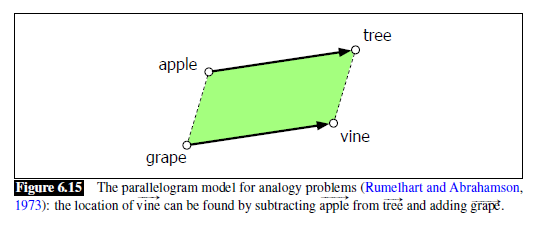 tree
apple
vine
grape
Figure 6.15 The parallelogram model for analogy problems (Rumelhart and Abrahamson,
1973): the location of vine can be found by subtracting apple from tree and adding grape.